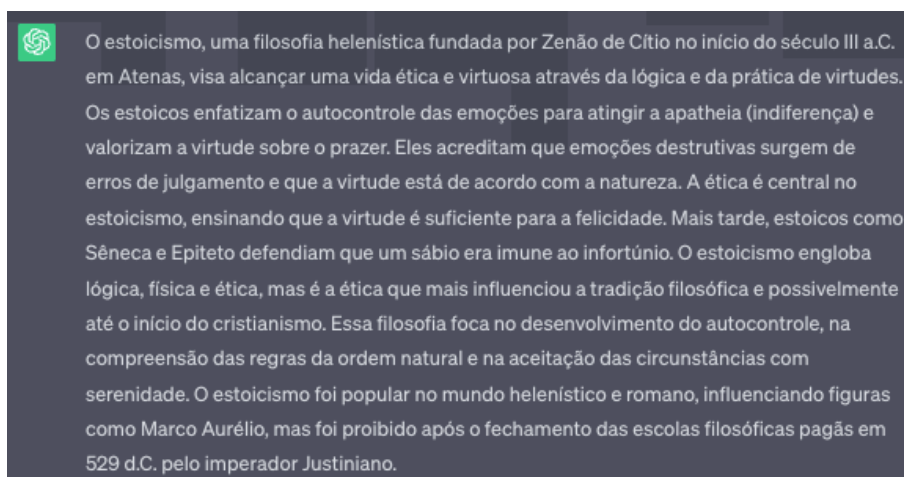 O estoicismo, uma filosofia helenística fundada por Zenão de Cítio no início do século III a.C.
em Atenas, visa alcançar uma vida ética e virtuosa através da lógica e da prática de virtudes.
Os estoicos enfatizam o autocontrole das emoções para atingir a apatheia (indiferença) e
valorizam a virtude sobre o prazer. Eles acreditam que emoções destrutivas surgem de
erros de julgamento e que a virtude está de acordo com a natureza. A ética é central no
estoicismo, ensinando que a virtude é suficiente para a felicidade. Mais tarde, estoicos como
Sêneca e Epiteto defendiam que um sábio era imune ao infortúnio. O estoicismo engloba
lógica, física e ética, mas é a ética que mais influenciou a tradição filosófica e possivelmente
até o início do cristianismo. Essa filosofia foca no desenvolvimento do autocontrole, na
compreensão das regras da ordem natural e na aceitação das circunstâncias com
serenidade. O estoicismo foi popular no mundo helenístico e romano, influenciando figuras
como Marco Aurélio, mas foi proibido após o fechamento das escolas filosóficas pagãs em
529 d.C. pelo imperador Justiniano.